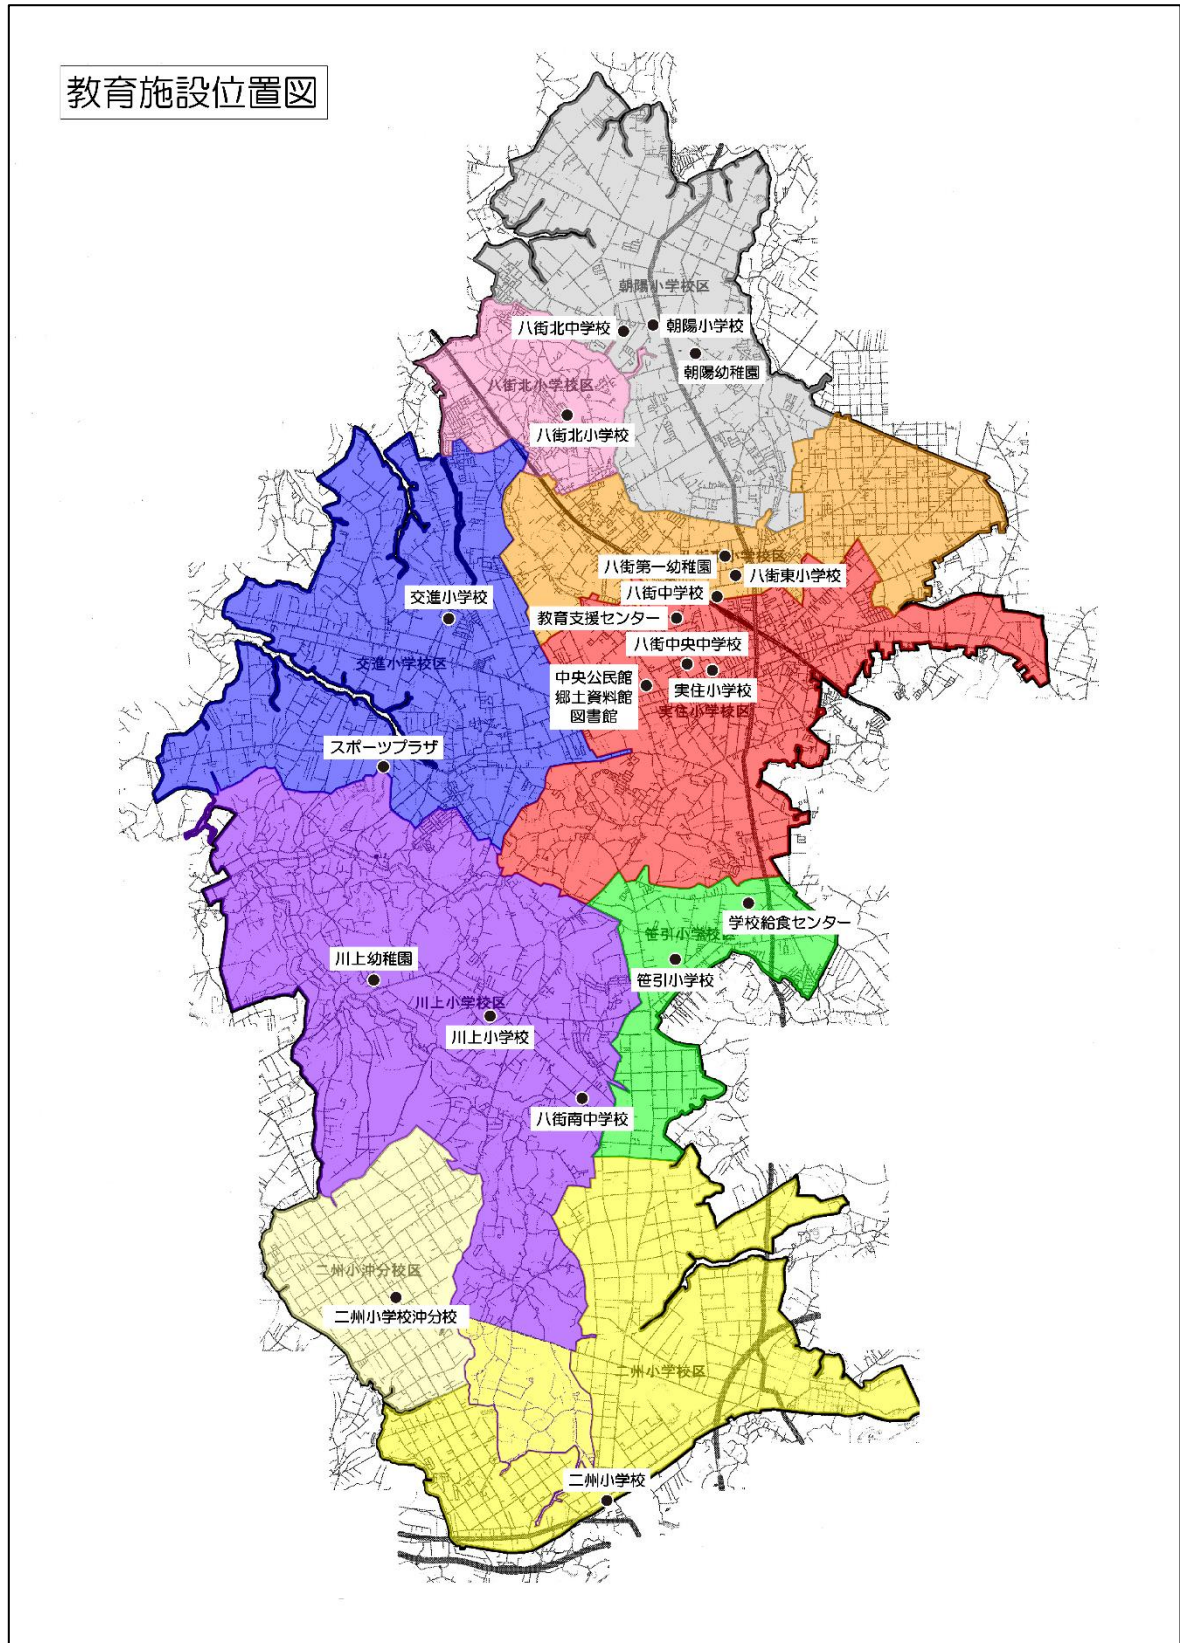 教育施設位置図
朝陽小学校区
八街北中学校
朝陽小学校
朝陽幼稚園
八街北小学校区
八街北小学校
小学校区
八街第一幼稚園
八街東小学校
八街中学校
教育支援センター
交進小学校
八街中央中学校
交進小学校区
中央公民館
郷土資料館
図書館
実住小学校
実住小学校区
スポーツプラザ
学校給食センター
笹引小学校区
笹引小学校
川上幼稚園
川上小学校区
川上小学校
八街南中学校
二州小沖分校区
二州小学校沖分校
二州小学校区
二州小学校